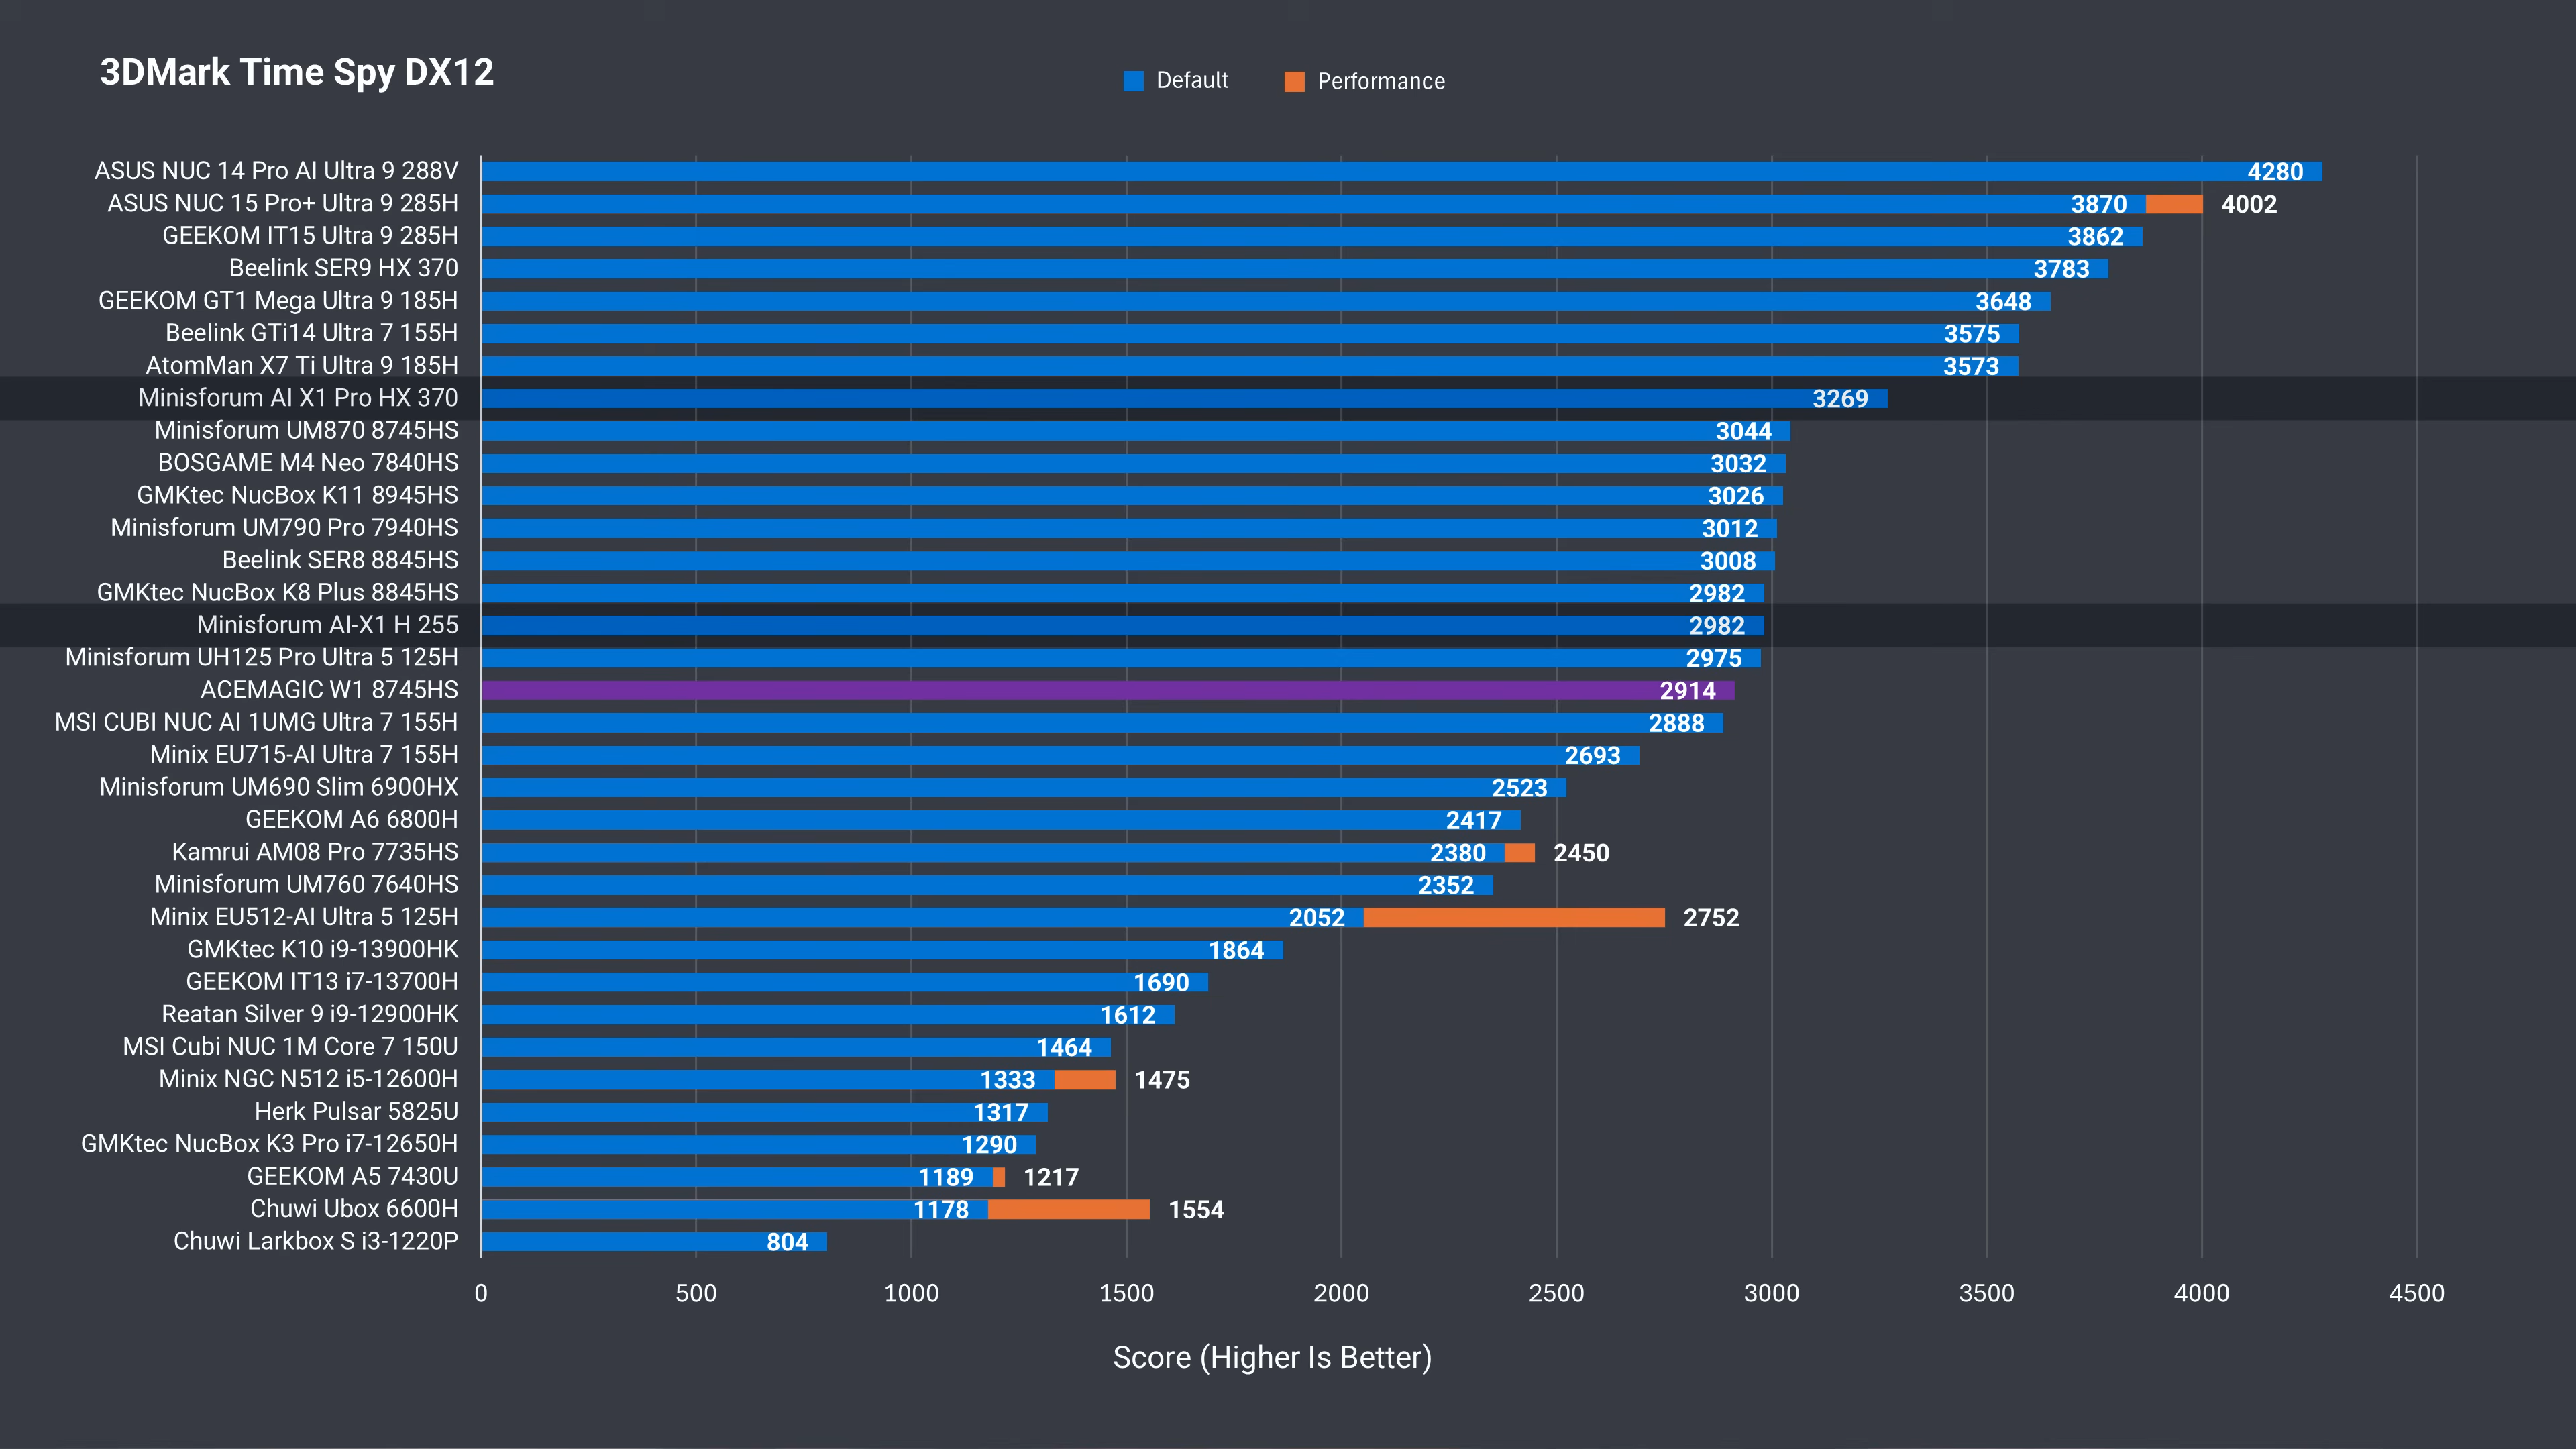 3DMark Time Spy DX12
Default Performance
ASUS NUC 14 Pro AI Ultra 9 288V 4280
ASUS NUC 15 Pro+ Ultra 9 285H 3870 4002
GEEKOM IT15 Ultra 9 285H 3862
Beelink SER9 HX 370 3783
GEEKOM GT1 Mega Ultra 9 185H 3648
Beelink GTi14 Ultra 7 155H 3575
AtomMan X7 Ti Ultra 9 185H 3573
Minisforum AI X1 Pro HX 370 3269
Minisforum UM870 8745HS 3044
BOSGAME M4 Neo 7840HS 3032
GMKtec NucBox K11 8945HS 3026
Minisforum UM790 Pro 7940HS 3012
Beelink SER8 8845HS 3008
GMKtec NucBox K8 Plus 8845HS 2982
Minisforum AI-X1 H 255 2982
Minisforum UH125 Pro Ultra 5 125H 2975
ACEMAGIC W1 8745HS 2914
MSI CUBI NUC AI 1UMG Ultra 7 155H 2888
Minix EU715-AI Ultra 7 155H 2693
Minisforum UM690 Slim 6900HX 2523
GEEKOM A6 6800H 2417
Kamrui AM08 Pro 7735HS 2380 2450
Minisforum UM760 7640HS 2352
Minix EU512-AI Ultra 5 125H 2052 2752
GMKtec K10 i9-13900HK 1864
GEEKOM IT13 i7-13700H 1690
Reatan Silver 9 i9-12900HK 1612
MSI Cubi NUC 1M Core 7 150U 1464
Minix NGC N512 i5-12600H 1333 1475
Herk Pulsar 5825U 1317
GMKtec NucBox K3 Pro i7-12650H 1290
GEEKOM A5 7430U 1189 1217
Chuwi Ubox 6600H 1178 1554
Chuwi Larkbox S i3-1220P 804
0 500 1000 1500 2000 2500 3000 3500 4000 4500
Score (Higher Is Better)